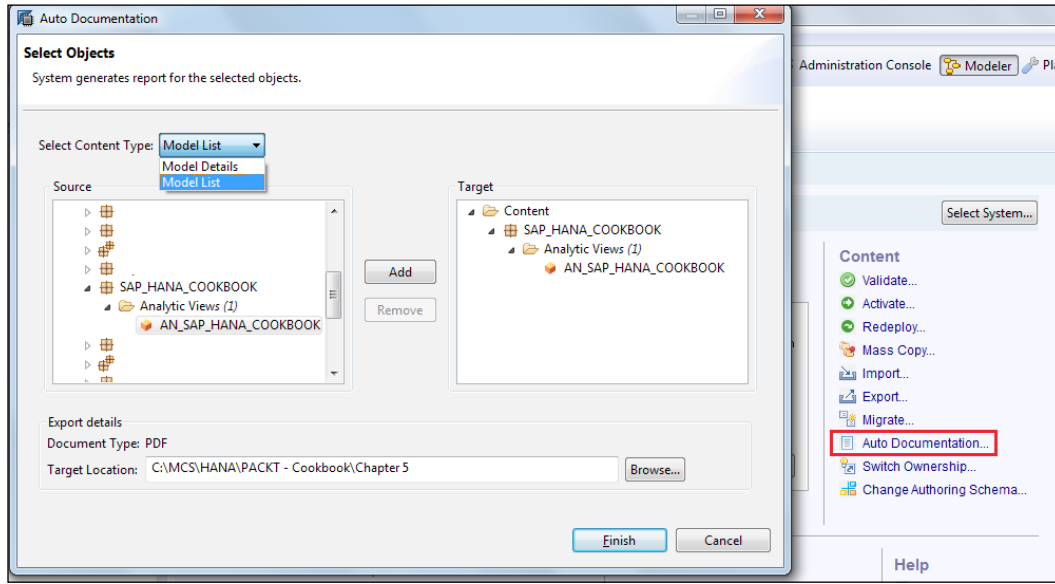 Auto Documentation
Select Objects
System generates report for the selected objects.
Select Content Type: Model List
Model Details
Model List
Source
SAP_HANA_COOKBOOK
Analytic Views (1)
AN_SAP_HANA_COOKBOOK
Add
Remove
Target
Content
SAP_HANA_COOKBOOK
Analytic Views (1)
AN_SAP_HANA_COOKBOOK
Export details
Document Type: PDF
Target Location: C:\MCS\HANA\PACKT - Cookbook\Chapter 5
Browse...
Finish
Cancel
Administration Console
Modeler
Pl
Select System...
Content
Validate...
Activate...
Redeploy...
Mass Copy...
Import...
Export...
Migrate...
Auto Documentation...
Switch Ownership...
Change Authoring Schema...
Help